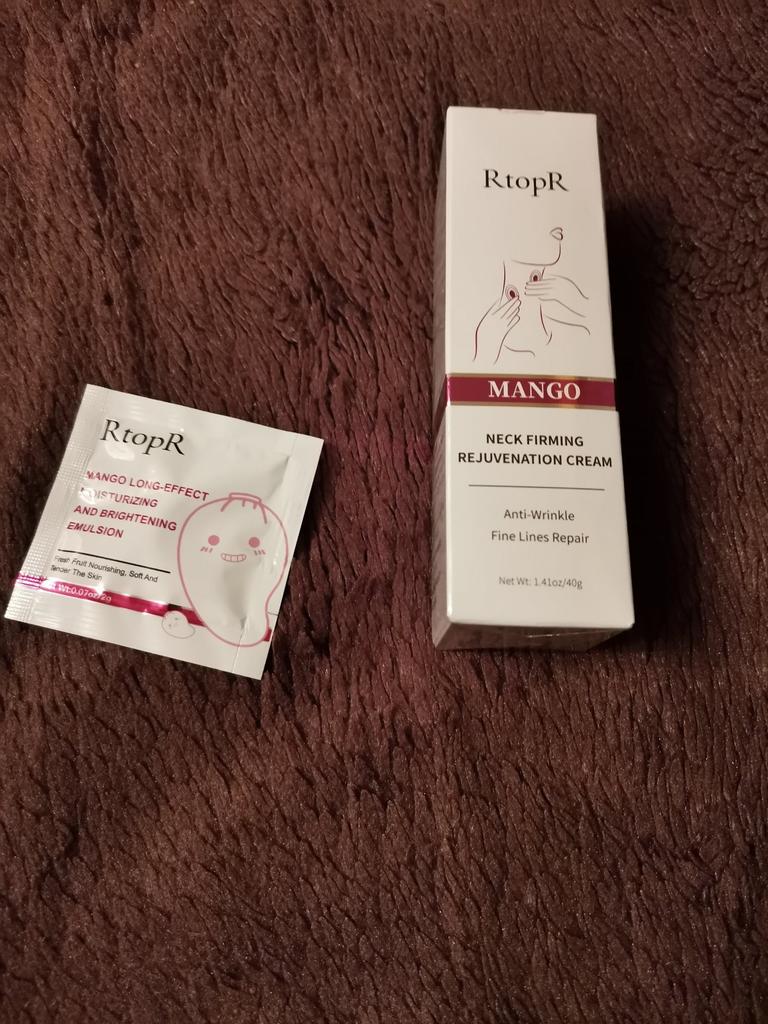 RtopR
MANGO LONG-EFFECT
MOISTURIZING
AND BRIGHTENING
EMULSION
Fresh Fruit Nourishing, Soft And
Tender The Skin
Wt:0.07oz/2g
RtopR
MANGO
NECK FIRMING
REJUVENATION CREAM
Anti-Wrinkle
Fine Lines Repair
Net Wt: 1.41oz/40g